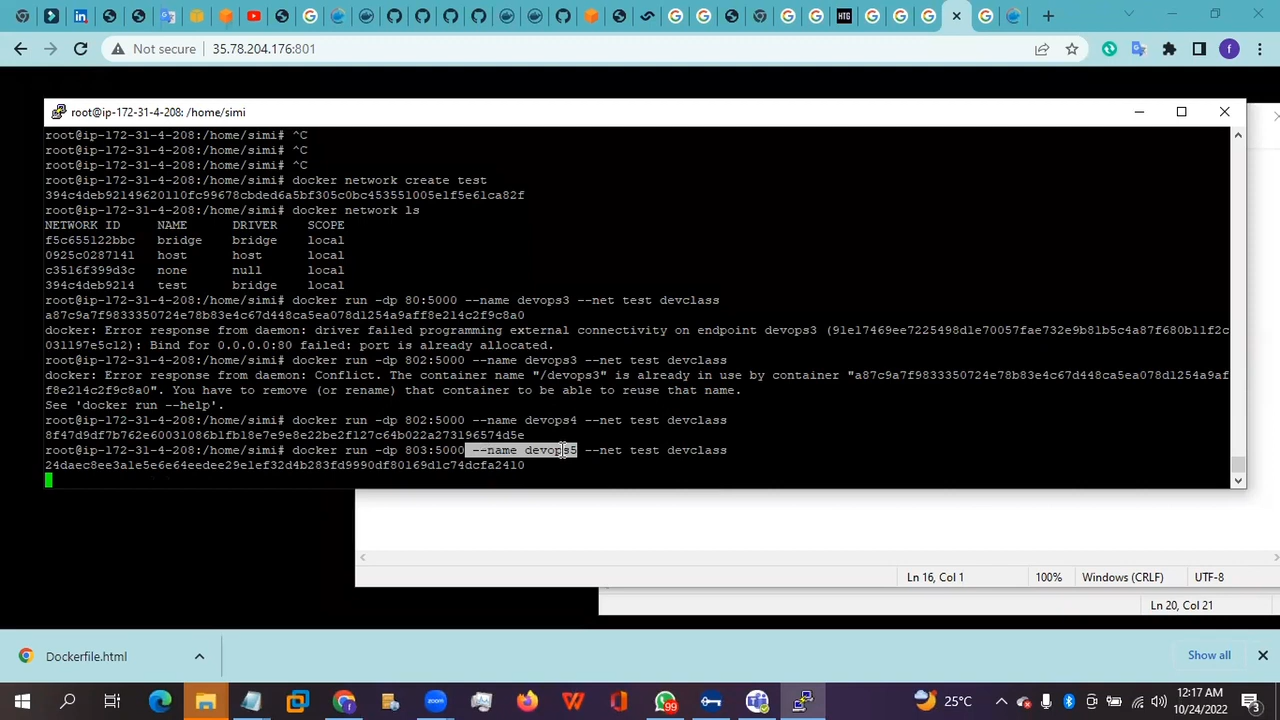 HTG
Not secure
35.78.204.176:801
f
root@ip-172-31-4-208: /home/simi
root@ip-172-31-4-208:/home/simi# ^C
root@ip-172-31-4-208:/home/simi# ^C
root@ip-172-31-4-208:/home/simi# ^C
root@ip-172-31-4-208:/home/simi# docker network create test
394c4deb92149620110fc99678cbded6a5bf305c0bc453551005e1f5e61ca82f
root@ip-172-31-4-208:/home/simi# docker network ls
NETWORK ID NAME DRIVER SCOPE
f5c655122bbc bridge bridge local
0925c0287141 host host local
c3516f399d3c none null local
394c4deb9214 test bridge local
root@ip-172-31-4-208:/home/simi# docker run -dp 80:5000 --name devops3 --net test devclass
a87c9a7f9833350724e78b83e4c67d448ca5ea078d1254a9aff8e214c2f9c8a0
docker: Error response from daemon: driver failed programming external connectivity on endpoint devops3 (91e17469ee7225498d1e70057fae732e9b81b5c4a87f680b11f2c
031197e5c12): Bind for 0.0.0.0:80 failed: port is already allocated.
root@ip-172-31-4-208:/home/simi# docker run -dp 802:5000 --name devops3 --net test devclass
docker: Error response from daemon: Conflict. The container name "/devops3" is already in use by container "a87c9a7f9833350724e78b83e4c67d448ca5ea078d1254a9af
f8e214c2f9c8a0". You have to remove (or rename) that container to be able to reuse that name.
See 'docker run --help'.
root@ip-172-31-4-208:/home/simi# docker run -dp 802:5000 --name devops4 --net test devclass
8f47d9df7b762e60031086b1fb18e7e9e8e22be2f127c64b022a273196574d5e
root@ip-172-31-4-208:/home/simi# docker run -dp 803:5000 --name devops5 --net test devclass
24daec8ee3a1e5e6e64eedee29e1ef32d4b283fd9990df80169d1c74dcfa2410
Ln 16, Col 1
100%
Windows (CRLF)
UTF-8
Ln 20, Col 21
Dockerfile.html
Show all
99
25°C
12:17 AM
10/24/2022
3